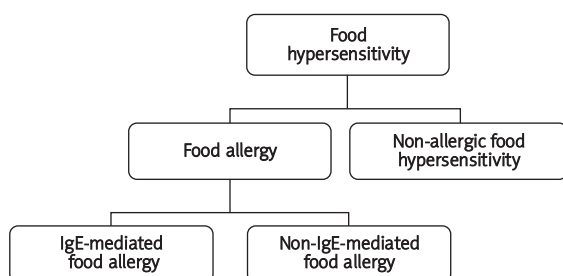 Food
hypersensitivity
Food allergy
Non-allergic food
hypersensitivity
IgE-mediated
food allergy
Non-IgE-mediated
food allergy